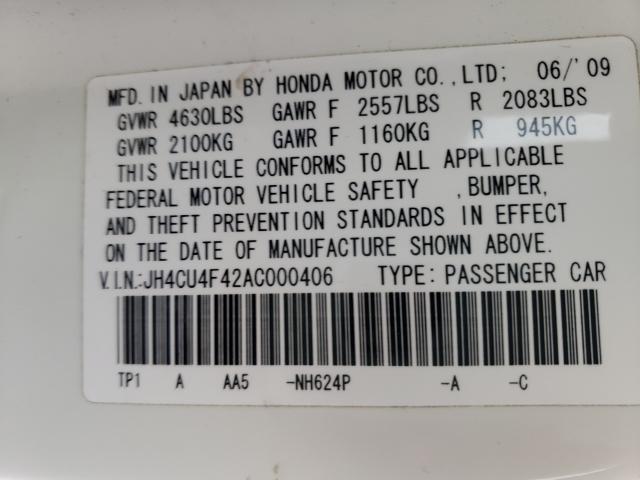 MFD. IN JAPAN BY HONDA MOTOR CO.,LTD; 06/'09
GVWR 4630LBS GAWR F 2557LBS R 2083LBS
GVWR 2100KG GAWR F 1160KG R 945KG
THIS VEHICLE CONFORMS TO ALL APPLICABLE
FEDERAL MOTOR VEHICLE SAFETY ,BUMPER,
AND THEFT PREVENTION STANDARDS IN EFFECT
ON THE DATE OF MANUFACTURE SHOWN ABOVE.
V.I.N.:JH4CU4F42AC000406 TYPE: PASSENGER CAR
TP1 A AA5 -NH624P -A -C